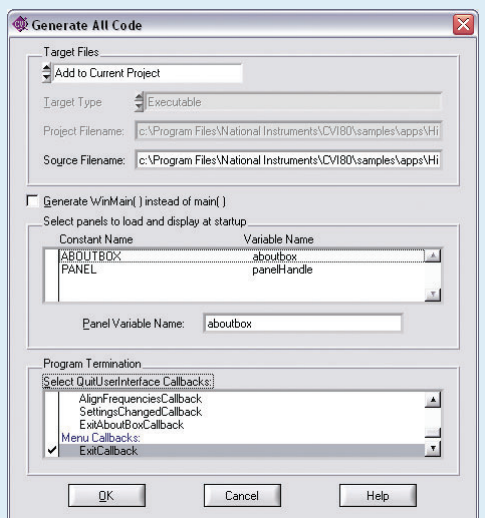 Generate All Code
Target Files
Add to Current Project
Target Type Executable
Project Filename: c:\Program Files\National Instruments\CVI80\samples\apps\Hi
Source Filename: c:\Program Files\National Instruments\CVI80\samples\apps\Hi
Generate WinMain( ) instead of main( )
Select panels to load and display at startup
Constant Name Variable Name
ABOUTBOX aboutbox
PANEL panelHandle
Panel Variable Name: aboutbox
Program Termination
Select QuitUserInterface Callbacks:
AlignFrequenciesCallback
SettingsChangedCallback
ExitAboutBoxCallback
Menu Callbacks:
ExitCallback
OK Cancel Help